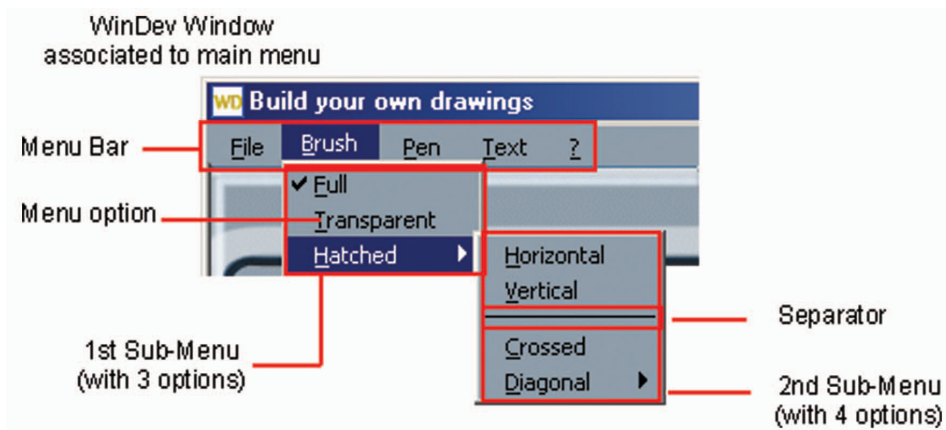 WinDev Window
associated to main menu
WD Build your own drawings
Menu Bar
File Brush Pen Text ?
✔ Full
Menu option
Transparent
Hatched
Horizontal
Vertical
Separator
1st Sub-Menu
(with 3 options)
Crossed
Diagonal
2nd Sub-Menu
(with 4 options)